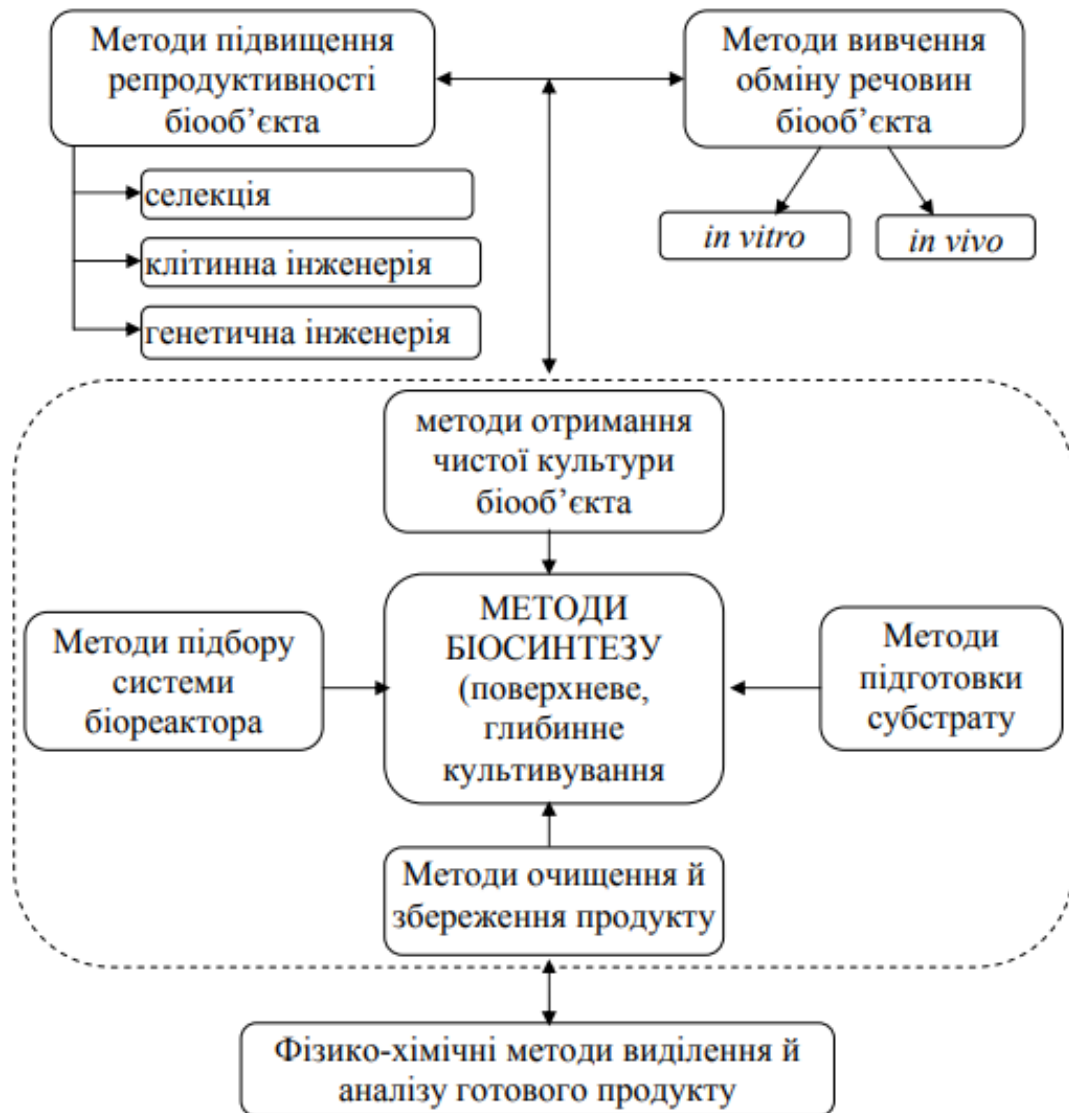 Методи підвищення
репродуктивності
біооб’єкта
Методи вивчення
обміну речовин
біооб’єкта
селекція
клітинна інженерія
генетична інженерія
in vitro
in vivo
методи отримання
чистої культури
біооб’єкта
Методи підбору
системи
біореактора
МЕТОДИ
БІОСИНТЕЗУ
(поверхневе,
глибинне
культивування
Методи
підготовки
субстрату
Методи очищення й
збереження продукту
Фізико-хімічні методи виділення й
аналізу готового продукту